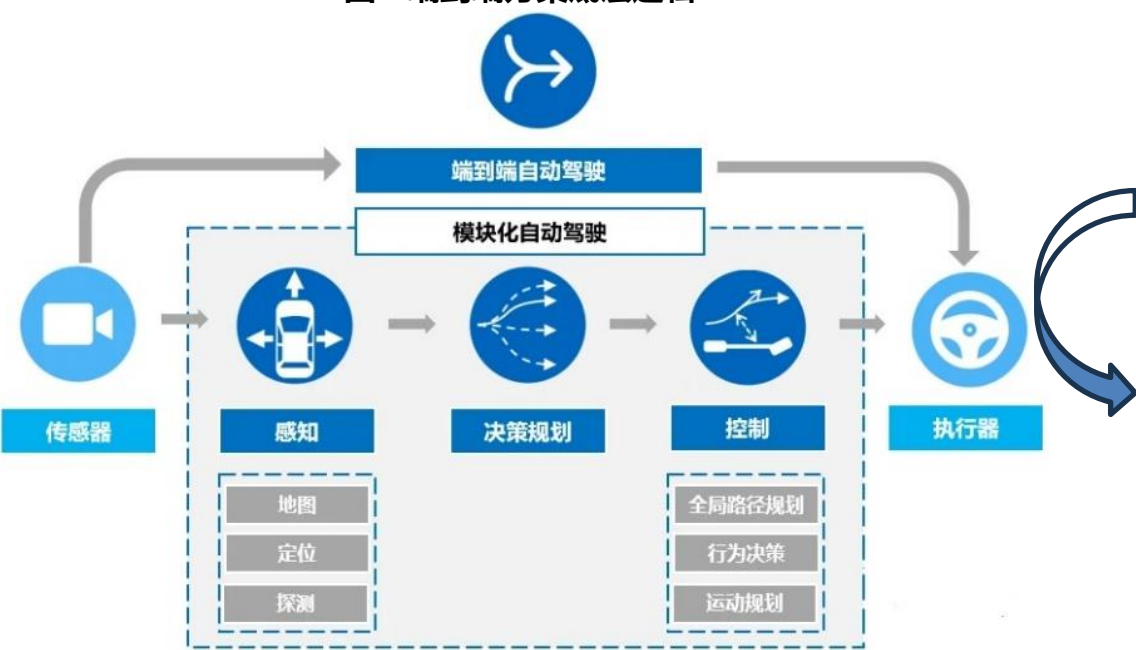 端到端自动驾驶
模块化自动驾驶
传感器
感知
决策规划
控制
执行器
地图
定位
探测
全局路径规划
行为决策
运动规划